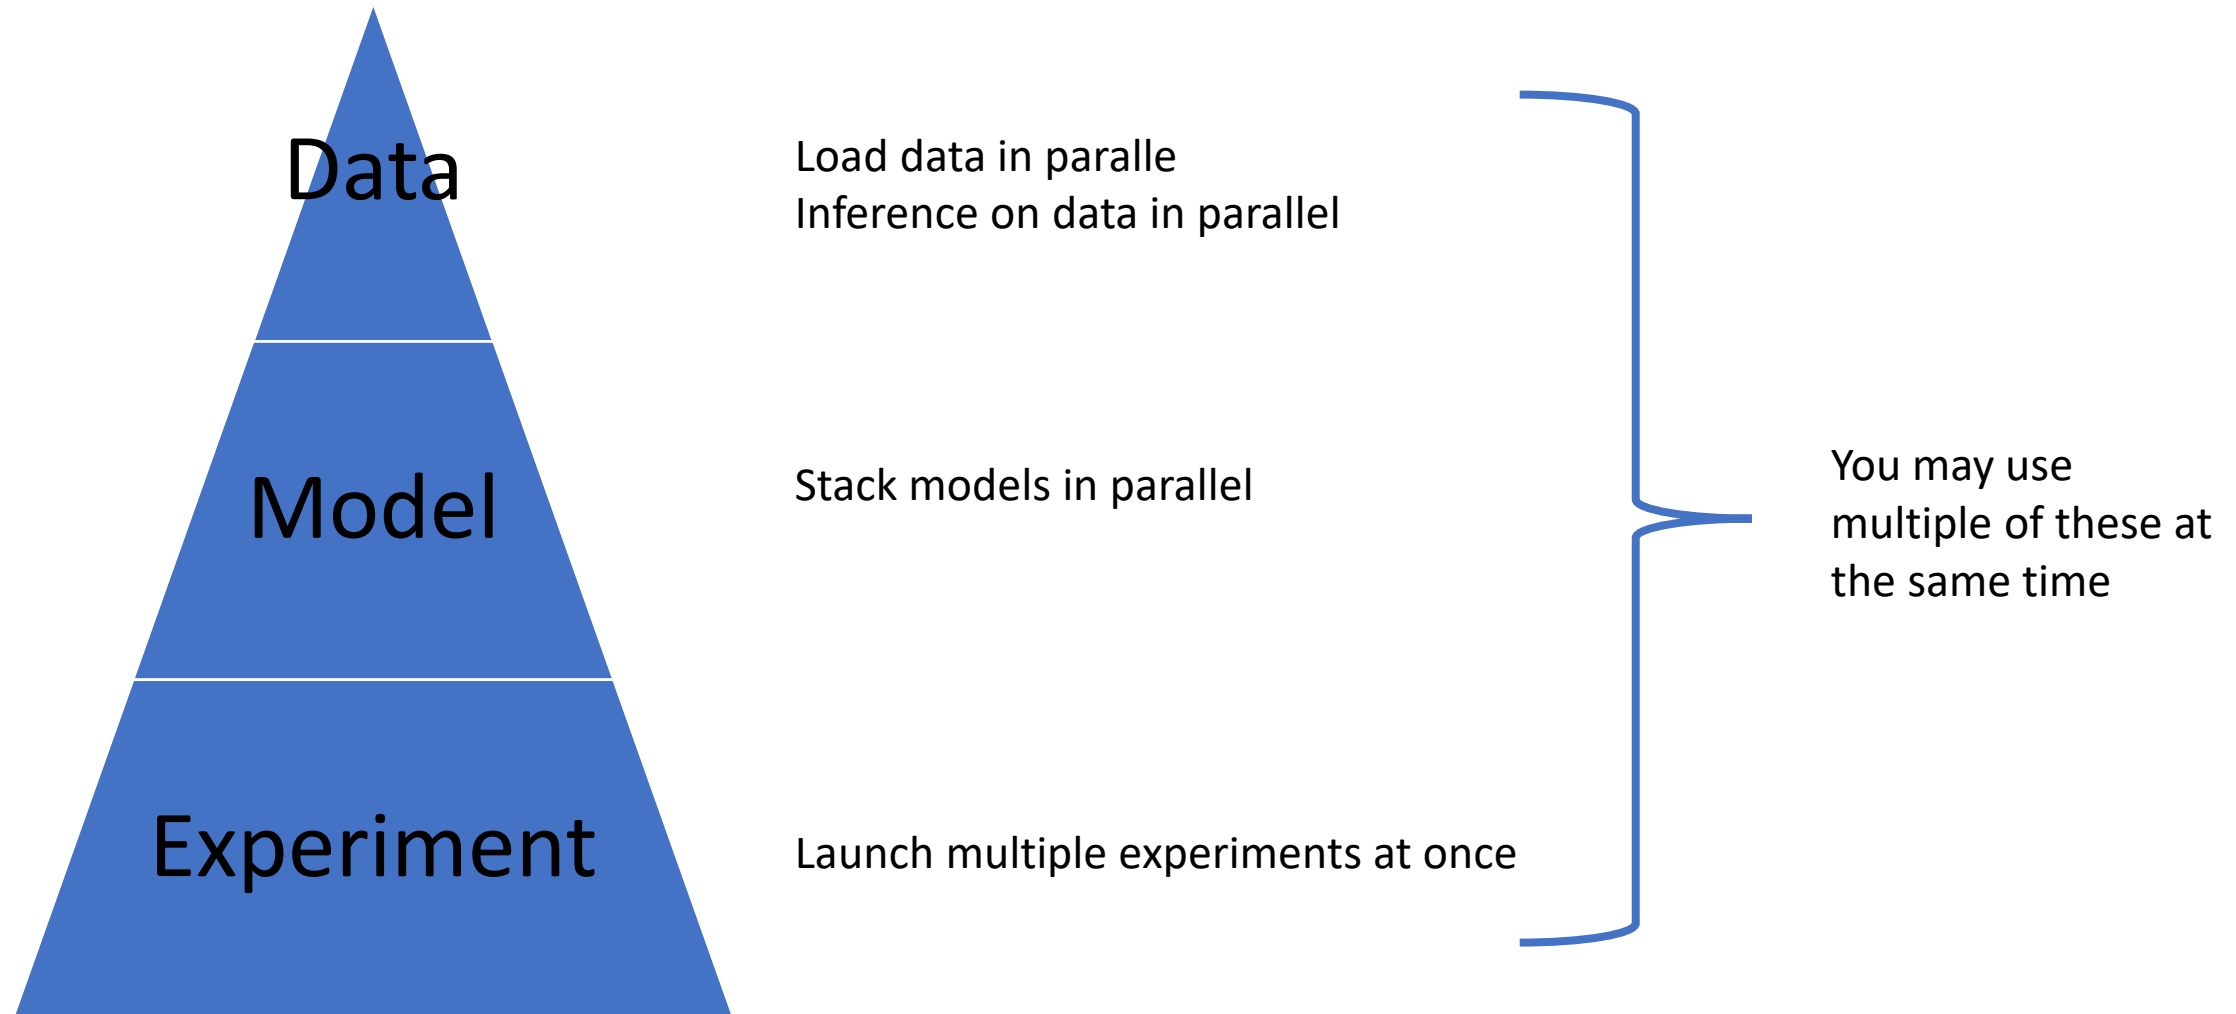 Data
Load data in paralle
Inference on data in parallel
Model
Stack models in parallel
You may use
multiple of these at
the same time
Experiment
Launch multiple experiments at once